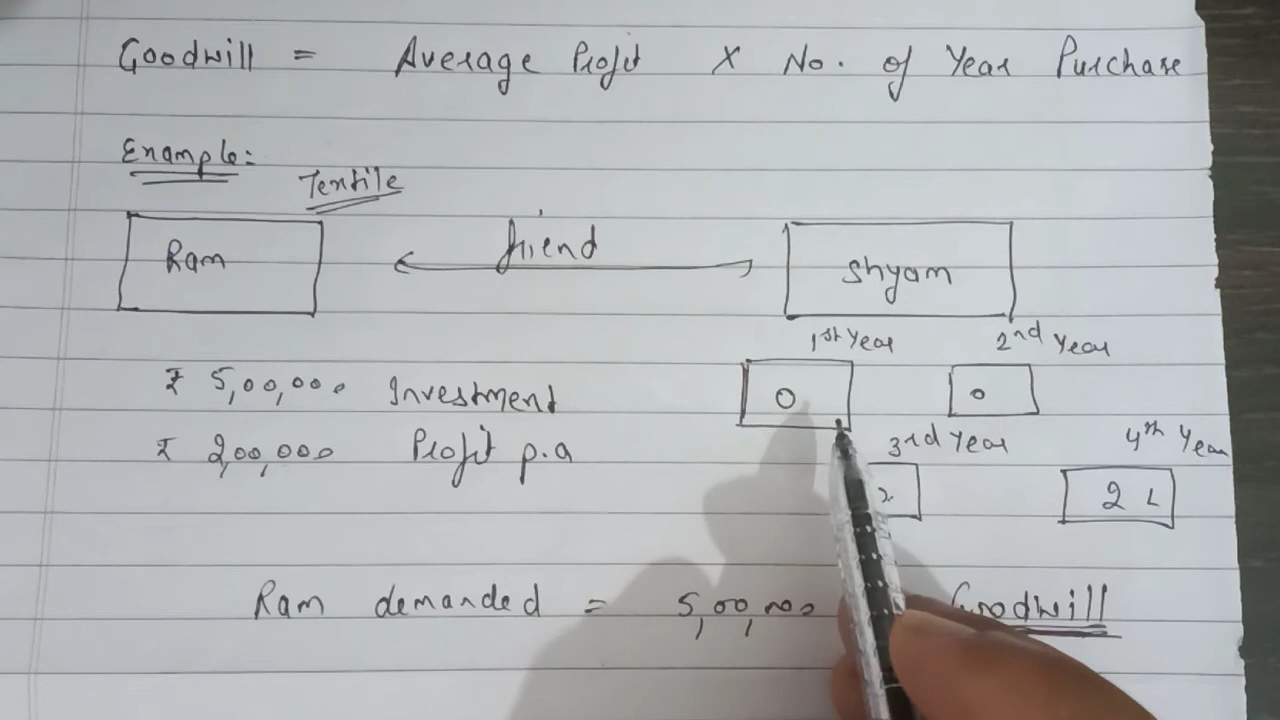 Goodwill = Average Profit X No. of Year Purchase
Example:
Textile
Ram
friend
Shyam
1st Year 2nd Year
₹ 5,00,000 Investment
0 0
₹ 2,00,000 Profit p.a
3rd Year 4th Year
2 L
Ram demanded = 5,00,000 Goodwill